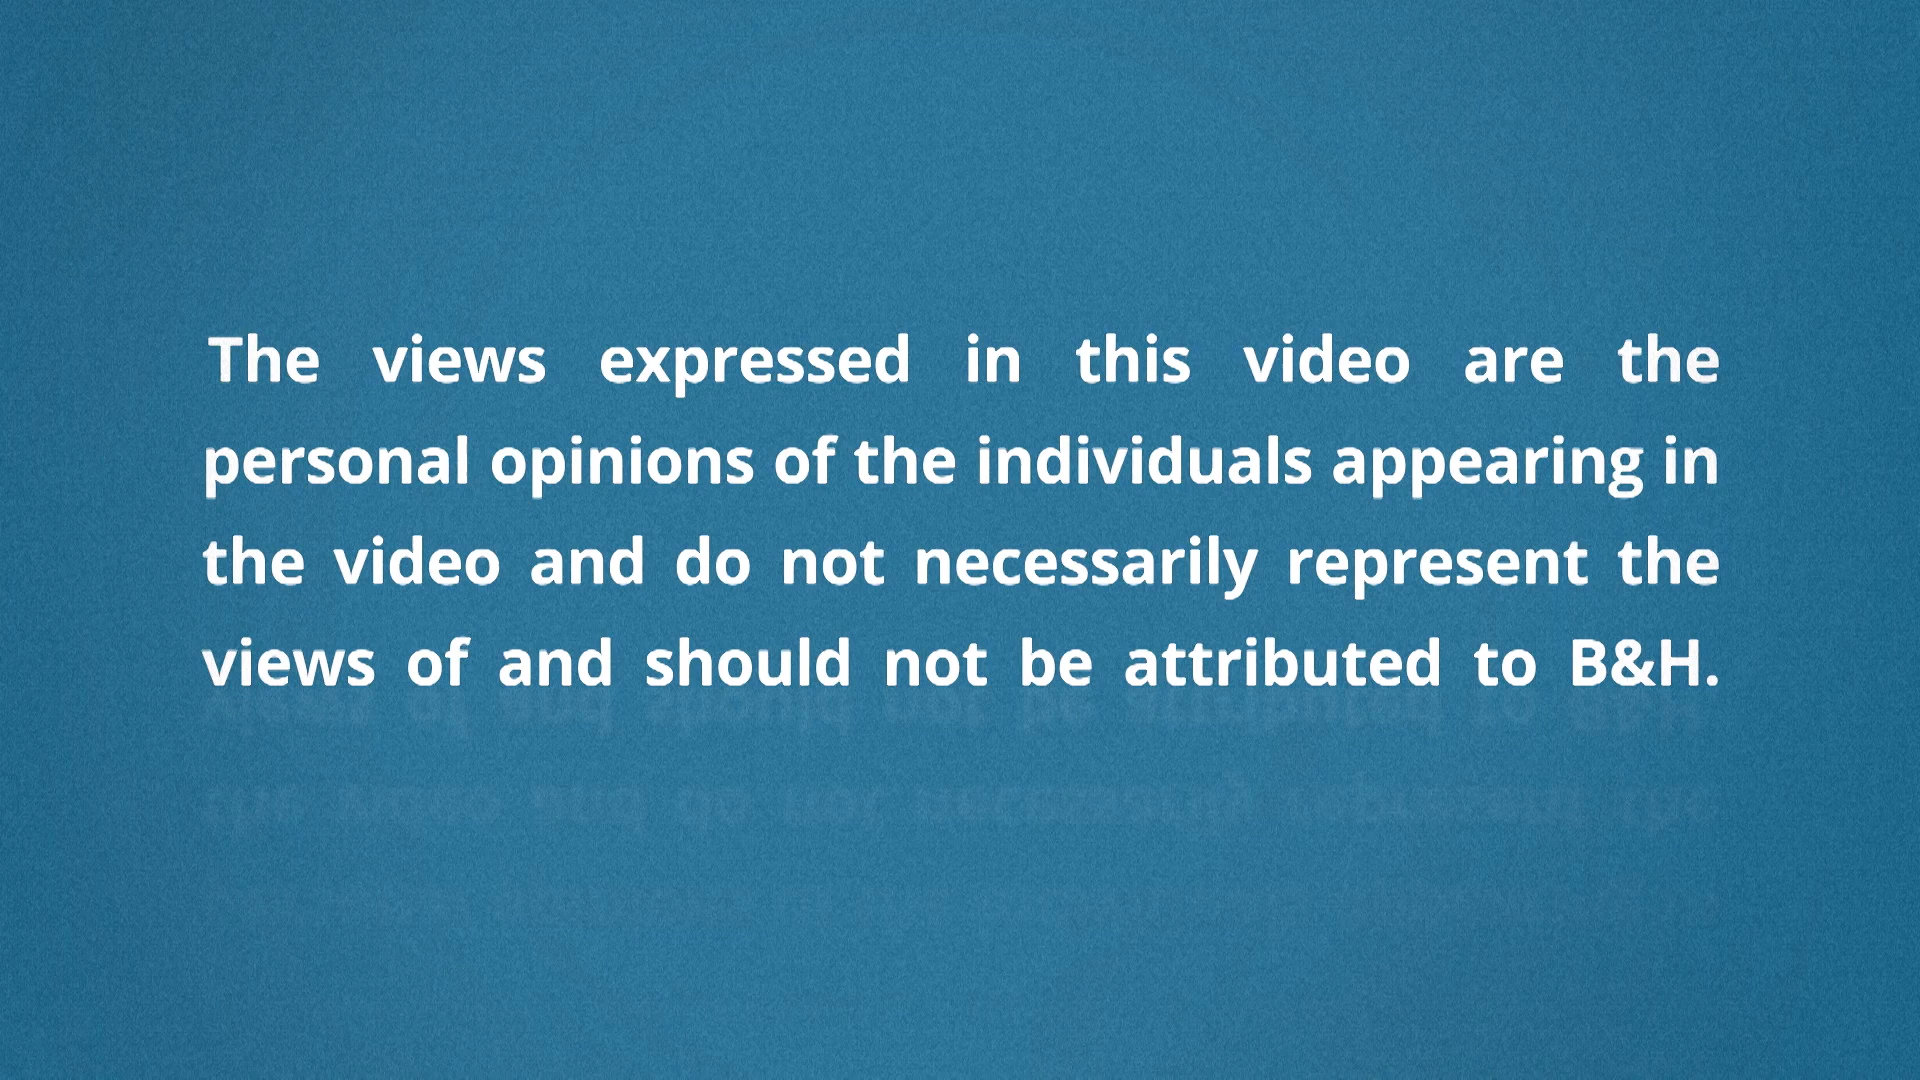 The views expressed in this video are the
personal opinions of the individuals appearing in
the video and do not necessarily represent the
views of and should not be attributed to B&H.